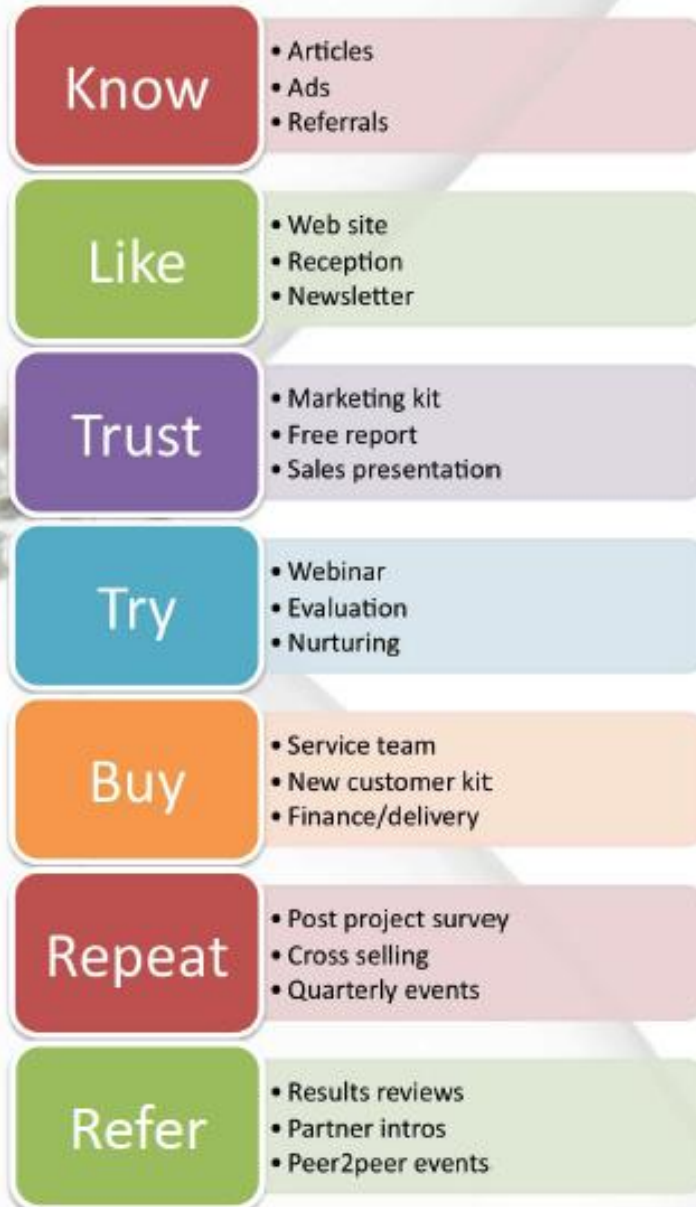 Know
• Articles
• Ads
• Referrals
Like
• Web site
• Reception
• Newsletter
Trust
• Marketing kit
• Free report
• Sales presentation
Try
• Webinar
• Evaluation
• Nurturing
Buy
• Service team
• New customer kit
• Finance/delivery
Repeat
• Post project survey
• Cross selling
• Quarterly events
Refer
• Results reviews
• Partner intros
• Peer2peer events